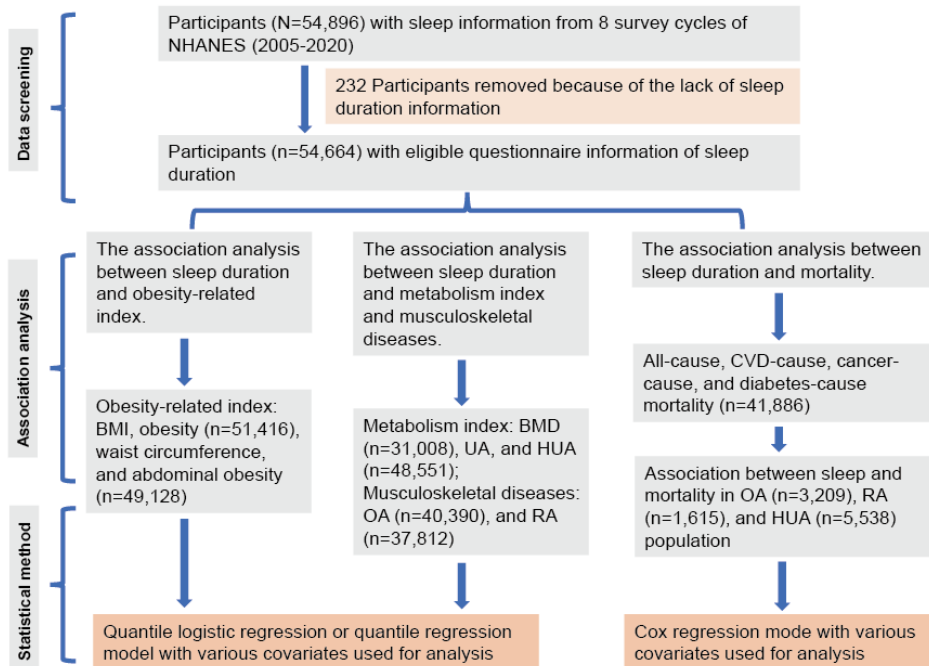 Data screening
Participants (N=54,896) with sleep information from 8 survey cycles of
NHANES (2005-2020)
232 Participants removed because of the lack of sleep
duration information
Participants (n=54,664) with eligible questionnaire information of sleep
duration
Association analysis
The association analysis
between sleep duration
and obesity-related
index.
Obesity-related index:
BMI, obesity (n=51,416),
waist circumference,
and abdominal obesity
(n=49,128)
The association analysis
between sleep duration
and metabolism index
and musculoskeletal
diseases.
Metabolism index: BMD
(n=31,008), UA, and HUA
(n=48,551);
Musculoskeletal diseases:
OA (n=40,390), and RA
(n=37,812)
The association analysis between
sleep duration and mortality.
All-cause, CVD-cause, cancer-
cause, and diabetes-cause
mortality (n=41,886)
Association between sleep and
mortality in OA (n=3,209), RA
(n=1,615), and HUA (n=5,538)
population
Statistical method
Quantile logistic regression or quantile regression
model with various covariates used for analysis
Cox regression mode with various
covariates used for analysis